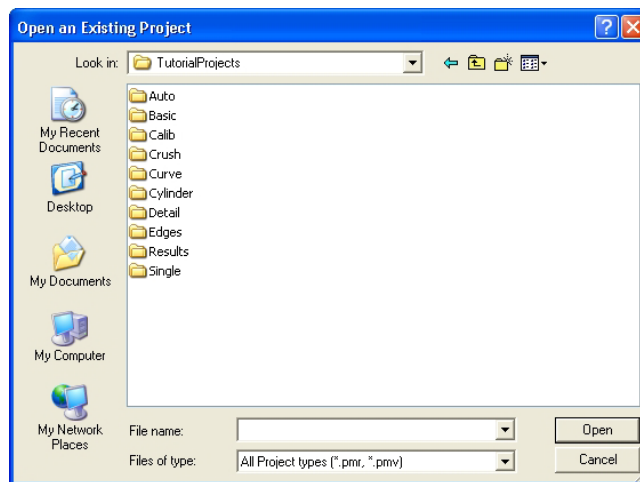 Open an Existing Project
Look in:
TutorialProjects
My Recent
Documents
Desktop
My Documents
My Computer
My Network
Places
Auto
Basic
Calib
Crush
Curve
Cylinder
Detail
Edges
Results
Single
File name:
Open
Files of type:
All Project types (*.pmr, *.pmv)
Cancel